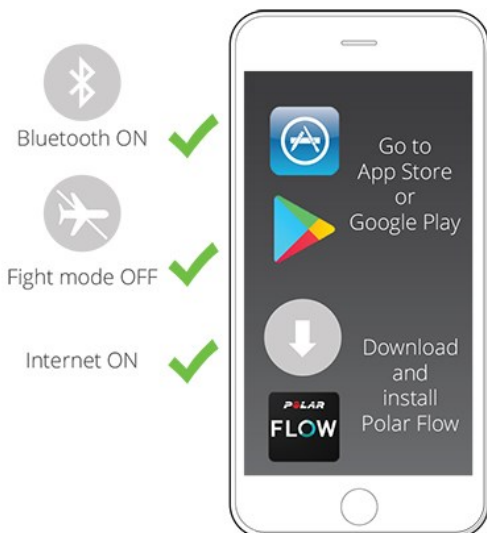 Bluetooth ON
Fight mode OFF
Internet ON
Go to
App Store
or
Google Play
Download
and
install
Polar Flow
POLAR
FLOW